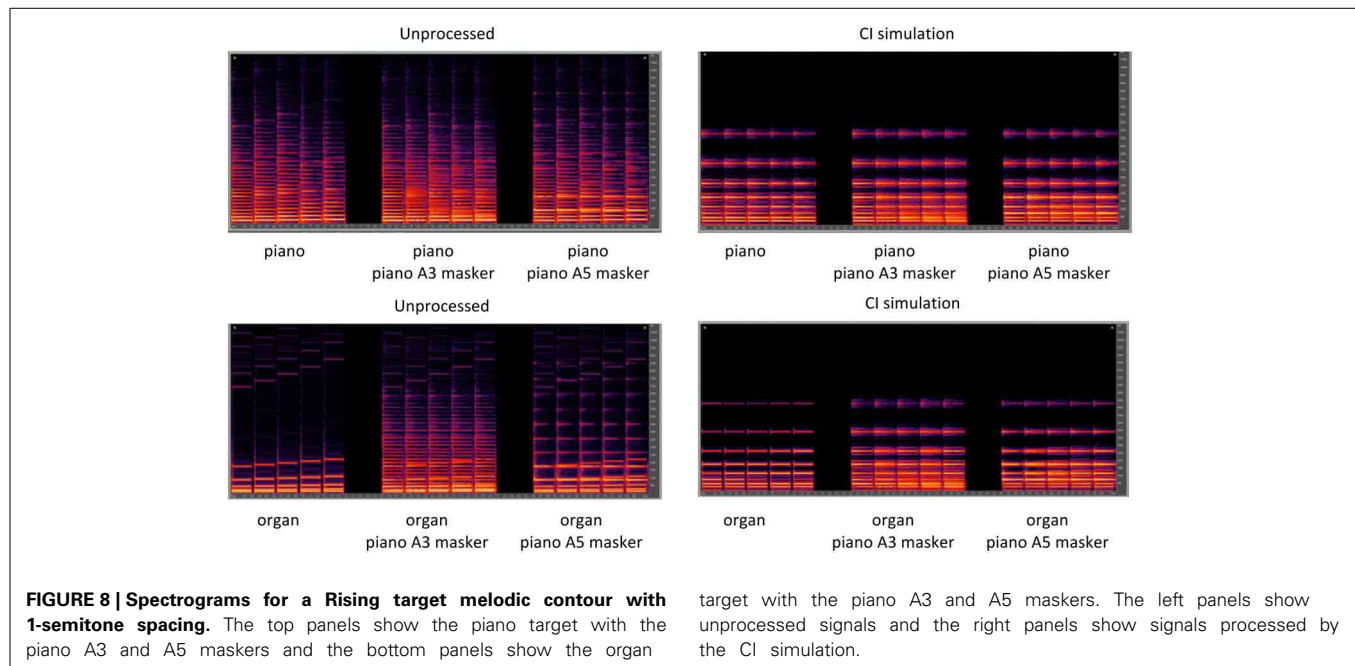 Unprocessed
CI simulation
piano
piano
piano A3 masker
piano
piano A5 masker
piano
piano
piano A3 masker
piano
piano A5 masker
Unprocessed
CI simulation
organ
organ
piano A3 masker
organ
piano A5 masker
organ
organ
piano A3 masker
organ
piano A5 masker
FIGURE 8 | Spectrograms for a Rising target melodic contour with
1-semitone spacing. The top panels show the piano target with the
piano A3 and A5 maskers and the bottom panels show the organ
target with the piano A3 and A5 maskers. The left panels show
unprocessed signals and the right panels show signals processed by
the CI simulation.